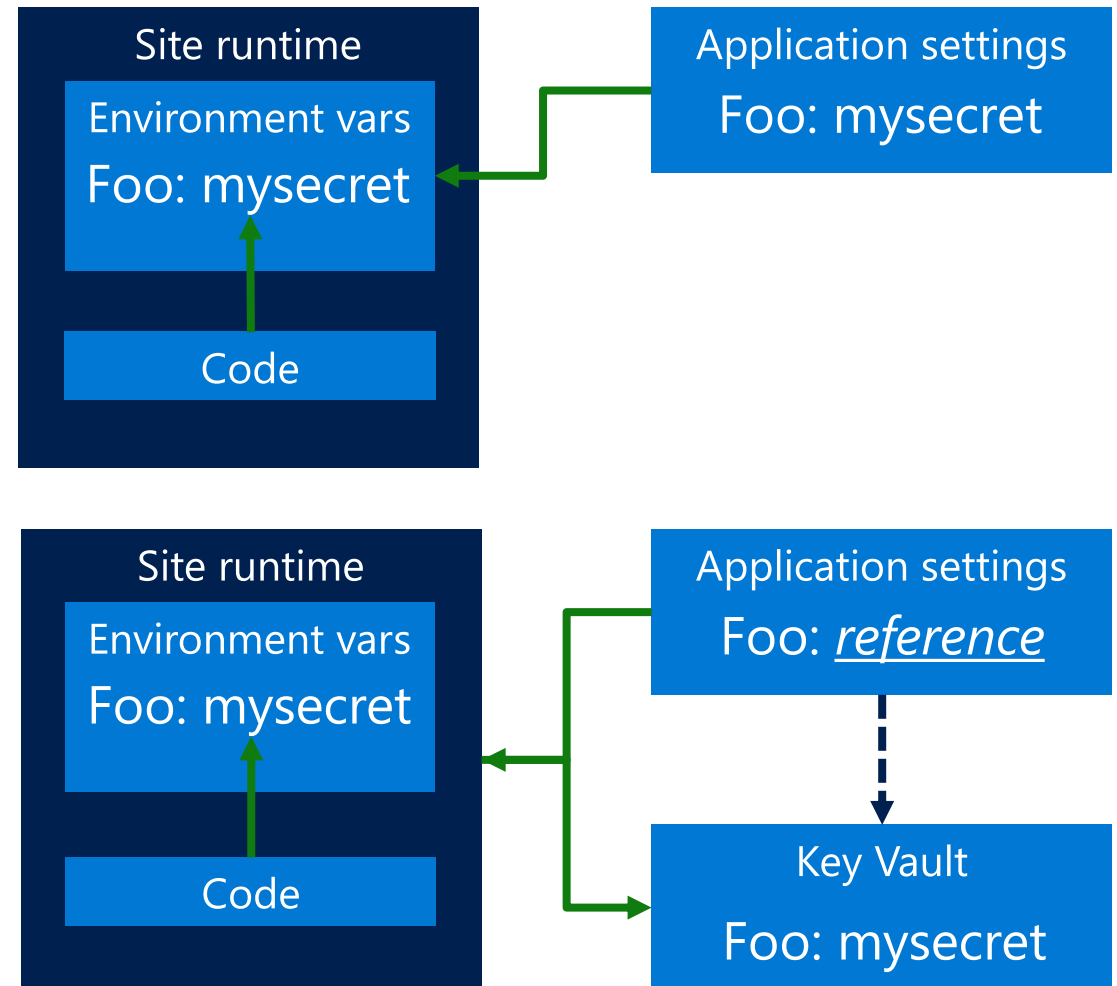 Site runtime
Environment vars
Foo: mysecret
Code
Application settings
Foo: mysecret
Site runtime
Environment vars
Foo: mysecret
Code
Application settings
Foo: reference
Key Vault
Foo: mysecret